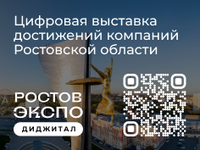 Цифровая выставка
достижений компаний
Ростовской области
РОСТОВ
ЭКСПО
ДИДЖИТАЛ